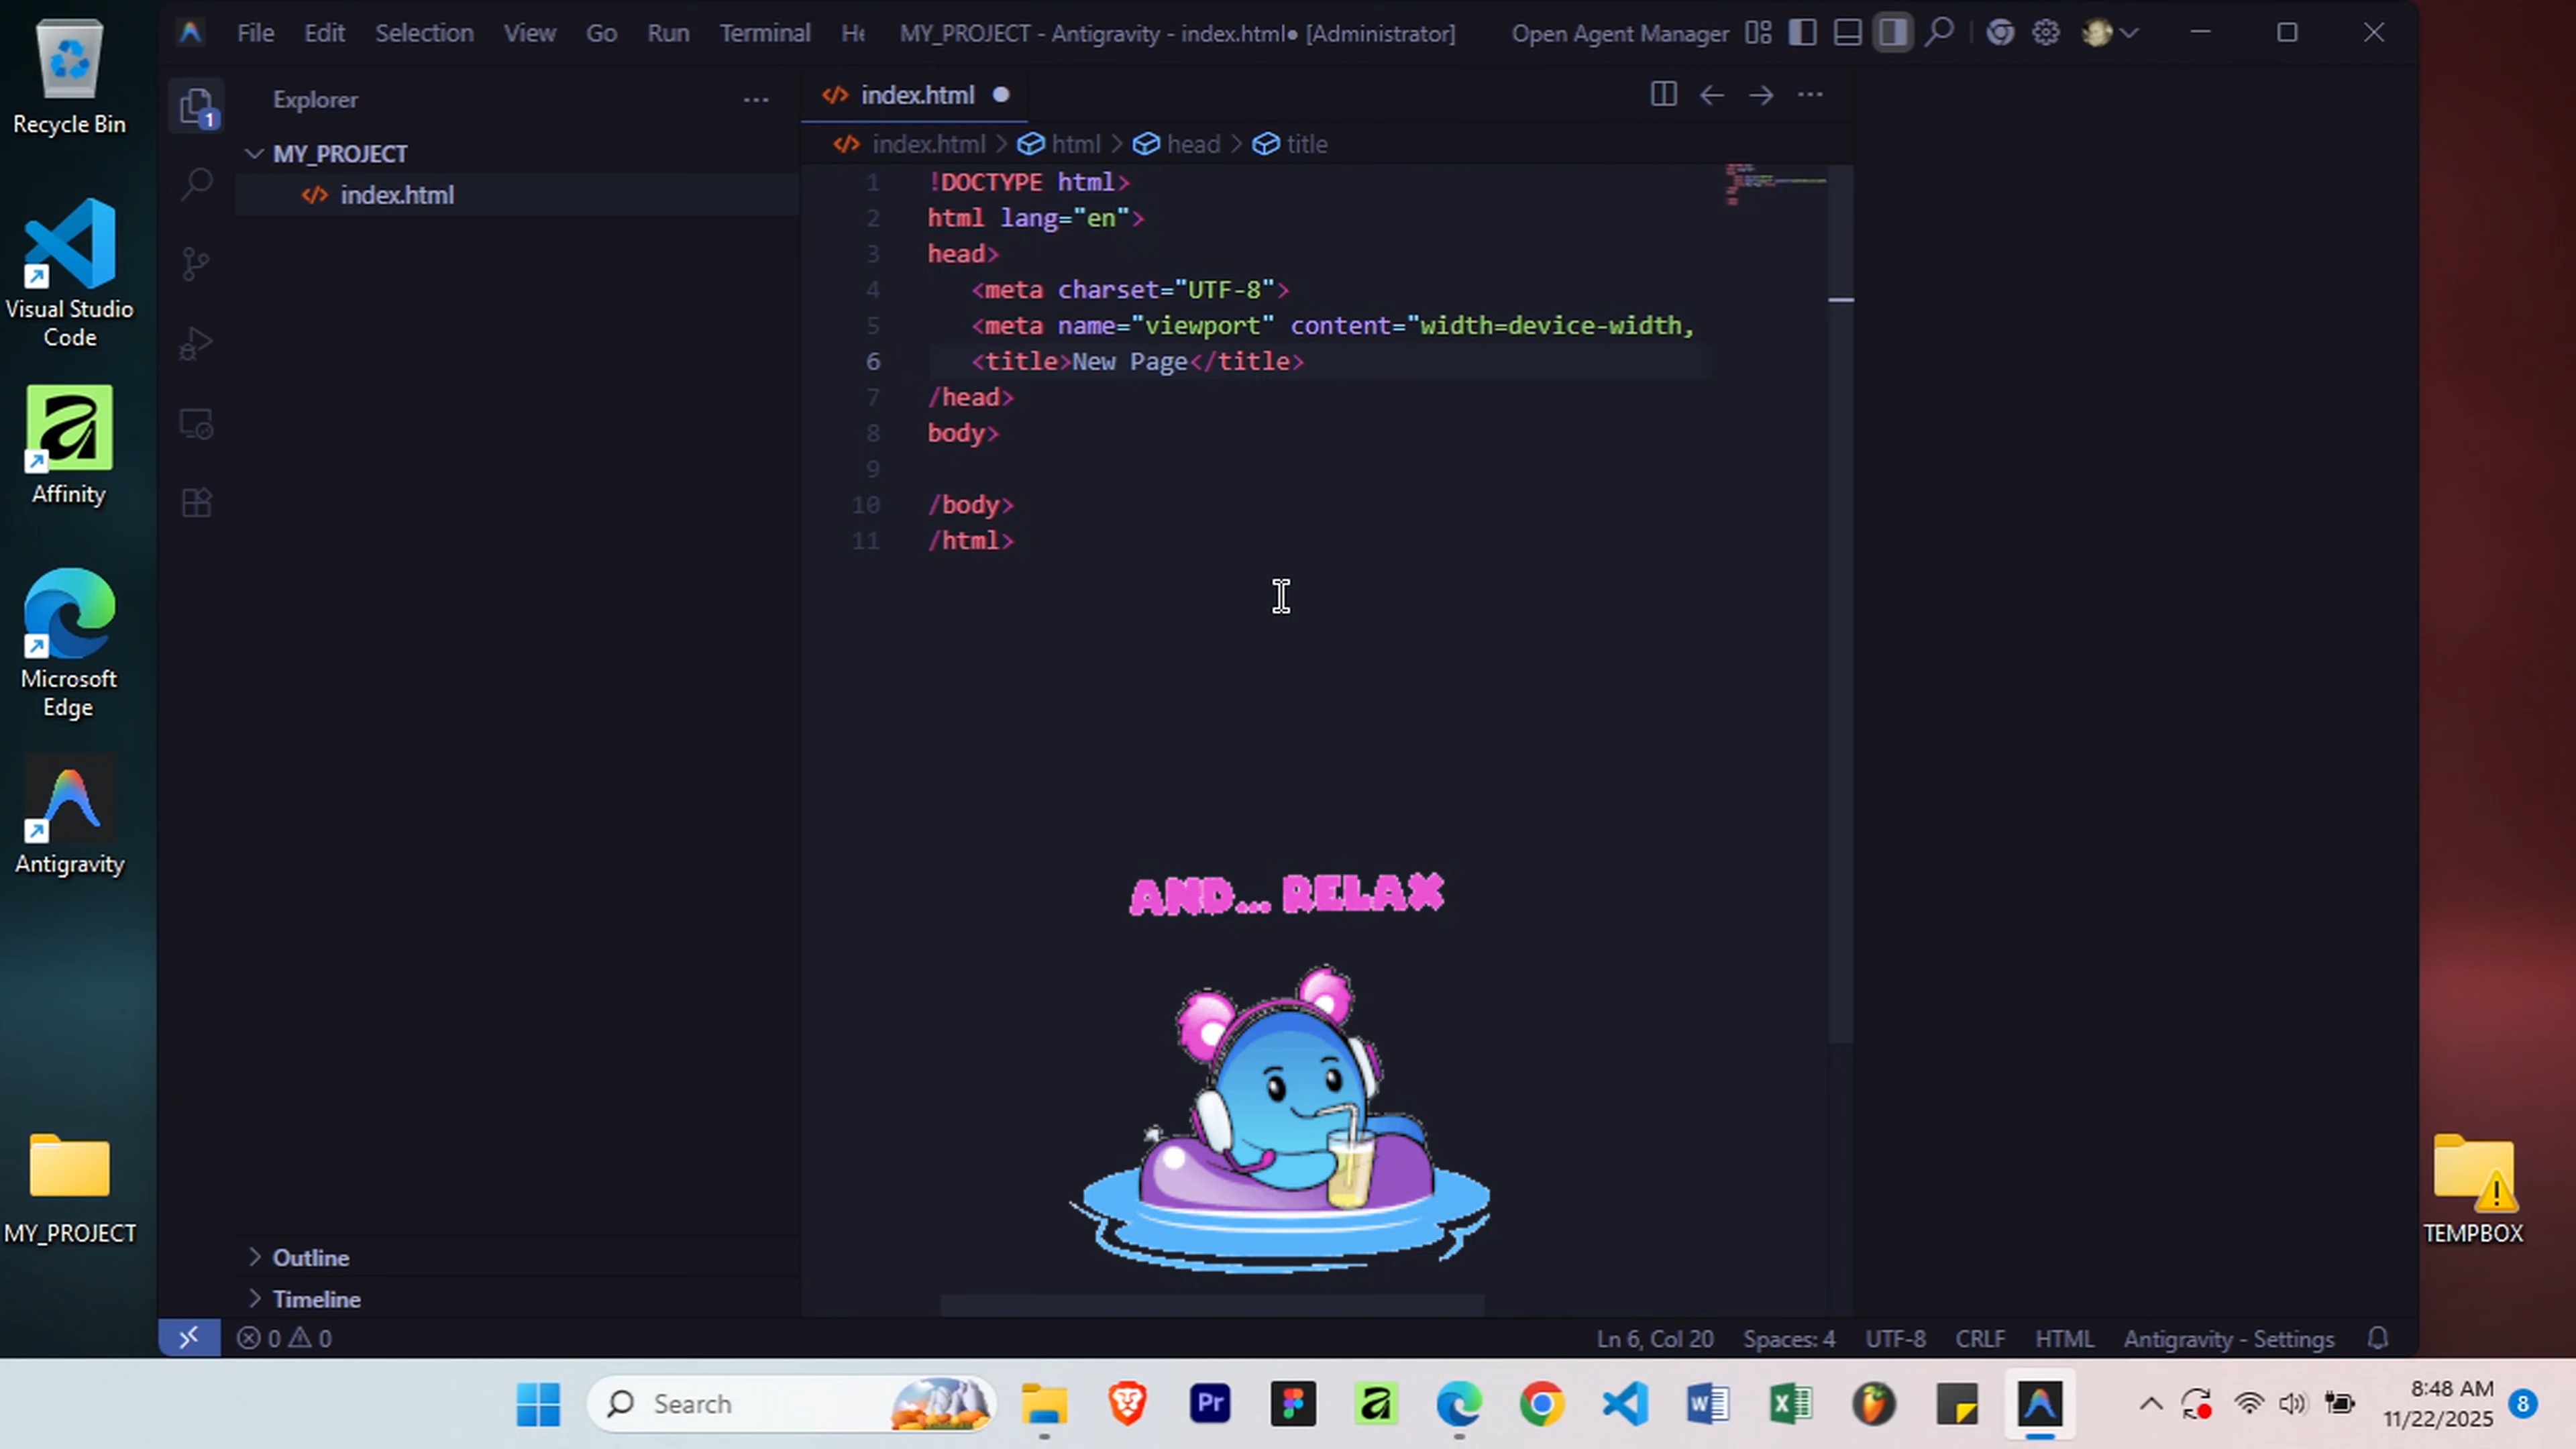 File Edit Selection View Go Run Terminal He MY_PROJECT - Antigravity - index.html● [Administrator] Open Agent Manager
Recycle Bin
Visual Studio
Code
Affinity
Microsoft
Edge
Antigravity
MY_PROJECT
1
Explorer ...
MY_PROJECT
index.html
Outline
Timeline
index.html
index.html > html > head > title
1 !DOCTYPE html>
2 html lang="en">
3 head>
4 <meta charset="UTF-8">
5 <meta name="viewport" content="width=device-width,
6 <title>New Page</title>
7 /head>
8 body>
9
10 /body>
11 /html>
AND... RELAX
TEMPBOX
0 0 Ln 6, Col 20 Spaces: 4 UTF-8 CRLF HTML Antigravity - Settings
Search
Pr
8:48 AM
11/22/2025
8